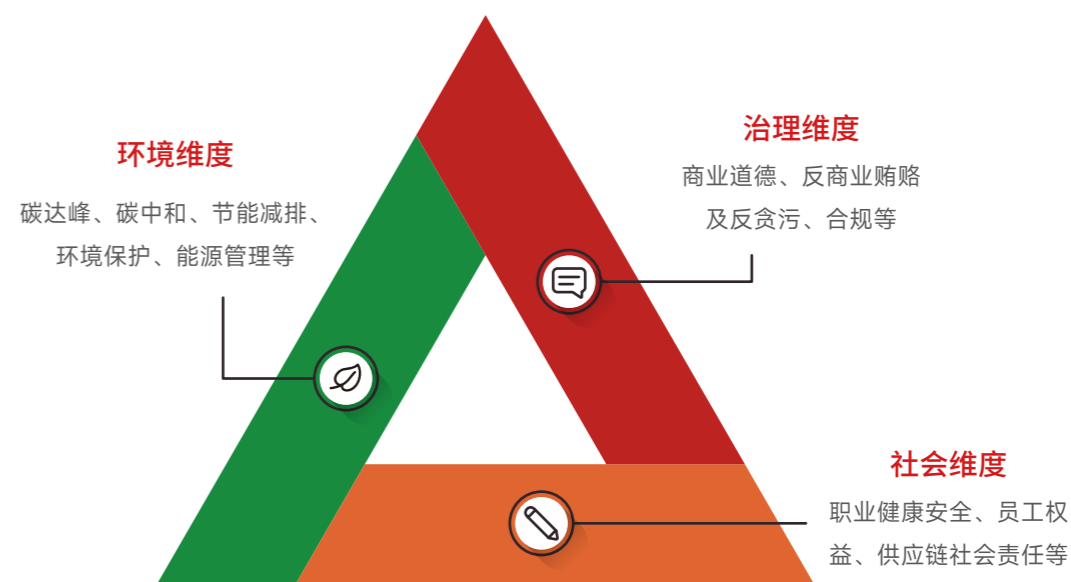 环境维度
碳达峰、碳中和、节能减排、
环境保护、能源管理等
治理维度
商业道德、反商业贿赂
及反贪污、合规等
社会维度
职业健康安全、员工权
益、供应链社会责任等